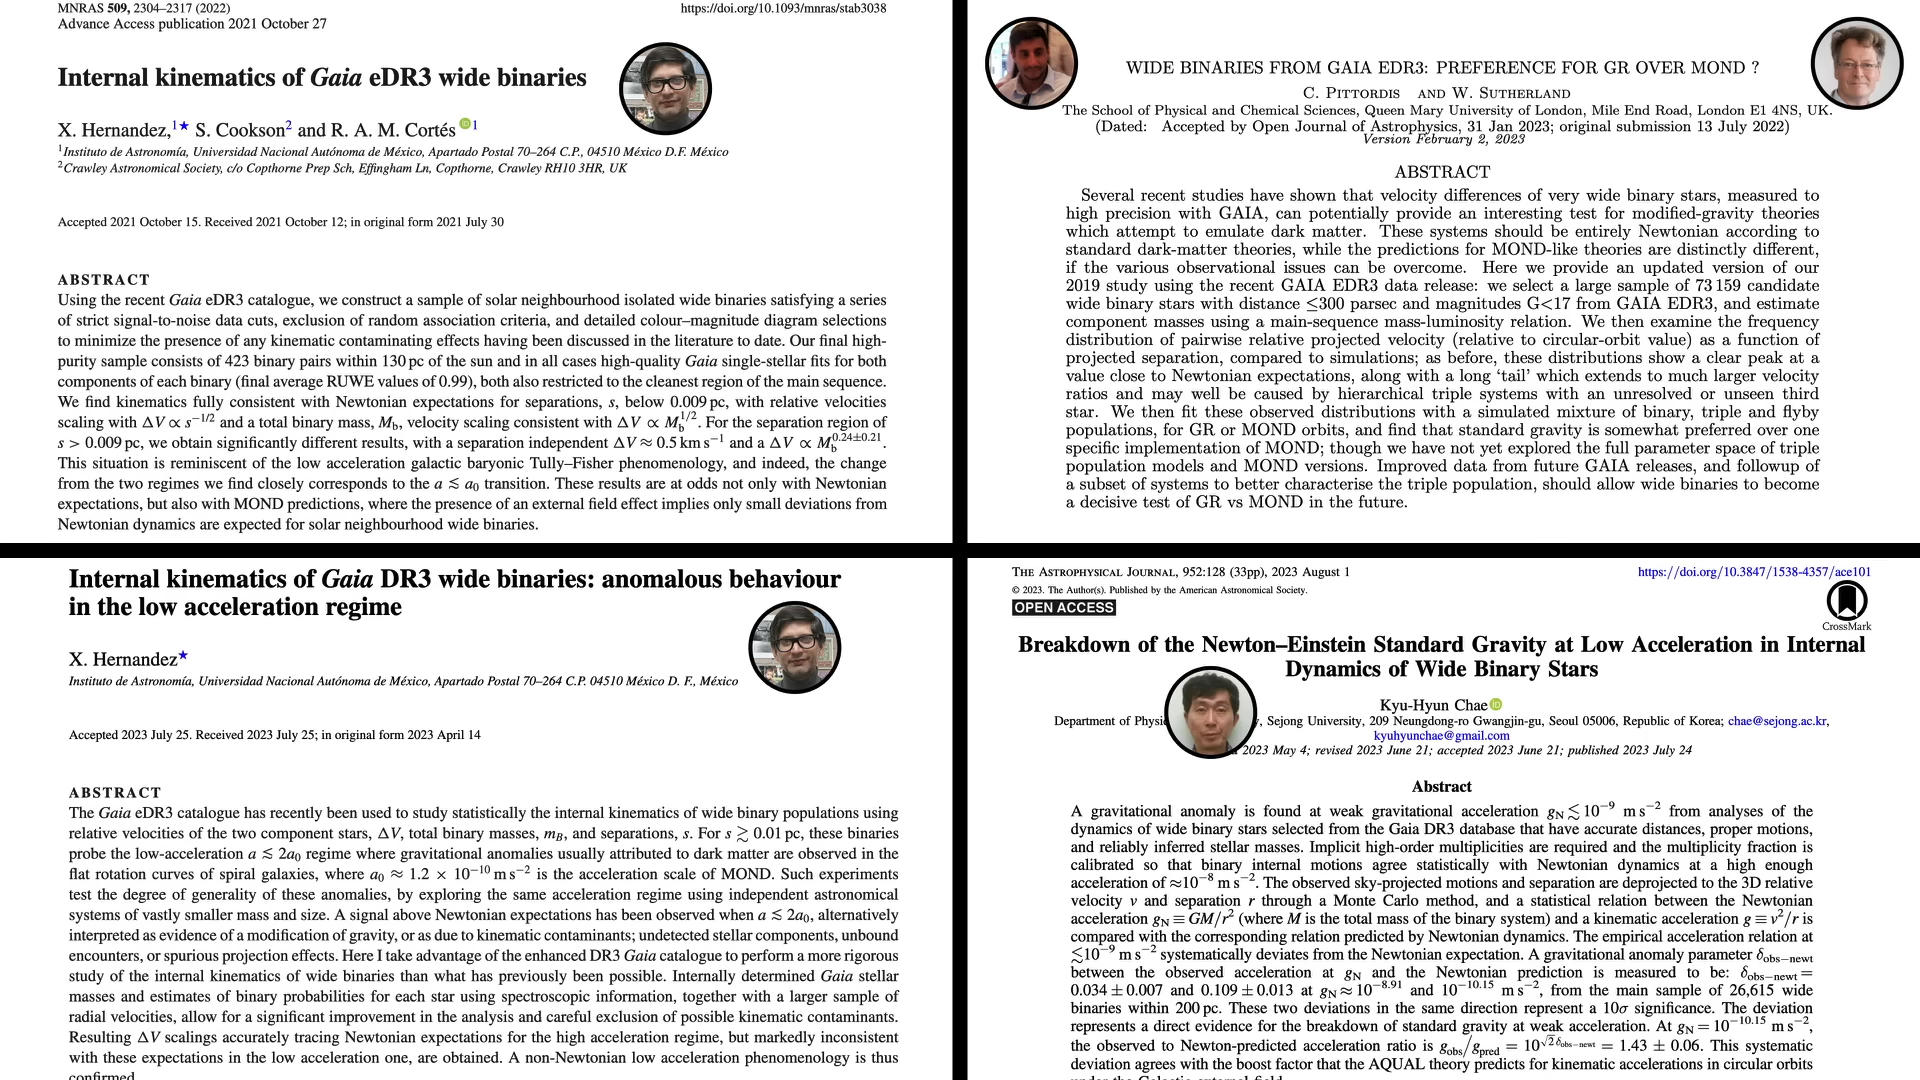 MNRAS 509, 2304–2317 (2022)
https://doi.org/10.1093/mnras/stab3038
Advance Access publication 2021 October 27
Internal kinematics of Gaia eDR3 wide binaries
X. Hernandez,1★ S. Cookson2 and R. A. M. Cortés iD 1
1Instituto de Astronomía, Universidad Nacional Autónoma de México, Apartado Postal 70–264 C.P., 04510 México D.F. México
2Crawley Astronomical Society, c/o Copthorne Prep Sch, Effingham Ln, Copthorne, Crawley RH10 3HR, UK
Accepted 2021 October 15. Received 2021 October 12; in original form 2021 July 30
ABSTRACT
Using the recent Gaia eDR3 catalogue, we construct a sample of solar neighbourhood isolated wide binaries satisfying a series
of strict signal-to-noise data cuts, exclusion of random association criteria, and detailed colour–magnitude diagram selections
to minimize the presence of any kinematic contaminating effects having been discussed in the literature to date. Our final high-
purity sample consists of 423 binary pairs within 130 pc of the sun and in all cases high-quality Gaia single-stellar fits for both
components of each binary (final average RUWE values of 0.99), both also restricted to the cleanest region of the main sequence.
We find kinematics fully consistent with Newtonian expectations for separations, s, below 0.009 pc, with relative velocities
scaling with ΔV ∝ s−1/2 and a total binary mass, Mb, velocity scaling consistent with ΔV ∝ Mb1/2. For the separation region of
s > 0.009 pc, we obtain significantly different results, with a separation independent ΔV ≈ 0.5 km s−1 and a ΔV ∝ Mb0.24±0.21.
This situation is reminiscent of the low acceleration galactic baryonic Tully–Fisher phenomenology, and indeed, the change
from the two regimes we find closely corresponds to the a ≲ a0 transition. These results are at odds not only with Newtonian
expectations, but also with MOND predictions, where the presence of an external field effect implies only small deviations from
Newtonian dynamics are expected for solar neighbourhood wide binaries.
WIDE BINARIES FROM GAIA EDR3: PREFERENCE FOR GR OVER MOND ?
C. PITTORDIS AND W. SUTHERLAND
The School of Physical and Chemical Sciences, Queen Mary University of London, Mile End Road, London E1 4NS, UK.
(Dated: Accepted by Open Journal of Astrophysics, 31 Jan 2023; original submission 13 July 2022)
Version February 2, 2023
ABSTRACT
Several recent studies have shown that velocity differences of very wide binary stars, measured to
high precision with GAIA, can potentially provide an interesting test for modified-gravity theories
which attempt to emulate dark matter. These systems should be entirely Newtonian according to
standard dark-matter theories, while the predictions for MOND-like theories are distinctly different,
if the various observational issues can be overcome. Here we provide an updated version of our
2019 study using the recent GAIA EDR3 data release: we select a large sample of 73 159 candidate
wide binary stars with distance ≤300 parsec and magnitudes G<17 from GAIA EDR3, and estimate
component masses using a main-sequence mass-luminosity relation. We then examine the frequency
distribution of pairwise relative projected velocity (relative to circular-orbit value) as a function of
projected separation, compared to simulations; as before, these distributions show a clear peak at a
value close to Newtonian expectations, along with a long ‘tail’ which extends to much larger velocity
ratios and may well be caused by hierarchical triple systems with an unresolved or unseen third
star. We then fit these observed distributions with a simulated mixture of binary, triple and flyby
populations, for GR or MOND orbits, and find that standard gravity is somewhat preferred over one
specific implementation of MOND; though we have not yet explored the full parameter space of triple
population models and MOND versions. Improved data from future GAIA releases, and followup of
a subset of systems to better characterise the triple population, should allow wide binaries to become
a decisive test of GR vs MOND in the future.
Internal kinematics of Gaia DR3 wide binaries: anomalous behaviour
in the low acceleration regime
X. Hernandez★
Instituto de Astronomía, Universidad Nacional Autónoma de México, Apartado Postal 70–264 C.P. 04510 México D. F., México
Accepted 2023 July 25. Received 2023 July 25; in original form 2023 April 14
ABSTRACT
The Gaia eDR3 catalogue has recently been used to study statistically the internal kinematics of wide binary populations using
relative velocities of the two component stars, ΔV, total binary masses, mB, and separations, s. For s ≳ 0.01 pc, these binaries
probe the low-acceleration a ≲ 2a0 regime where gravitational anomalies usually attributed to dark matter are observed in the
flat rotation curves of spiral galaxies, where a0 ≈ 1.2 × 10−10 m s−2 is the acceleration scale of MOND. Such experiments
test the degree of generality of these anomalies, by exploring the same acceleration regime using independent astronomical
systems of vastly smaller mass and size. A signal above Newtonian expectations has been observed when a ≲ 2a0, alternatively
interpreted as evidence of a modification of gravity, or as due to kinematic contaminants; undetected stellar components, unbound
encounters, or spurious projection effects. Here I take advantage of the enhanced DR3 Gaia catalogue to perform a more rigorous
study of the internal kinematics of wide binaries than what has previously been possible. Internally determined Gaia stellar
masses and estimates of binary probabilities for each star using spectroscopic information, together with a larger sample of
radial velocities, allow for a significant improvement in the analysis and careful exclusion of possible kinematic contaminants.
Resulting ΔV scalings accurately tracing Newtonian expectations for the high acceleration regime, but markedly inconsistent
with these expectations in the low acceleration one, are obtained. A non-Newtonian low acceleration phenomenology is thus
confirmed.
THE ASTROPHYSICAL JOURNAL, 952:128 (33pp), 2023 August 1
https://doi.org/10.3847/1538-4357/ace101
© 2023. The Author(s). Published by the American Astronomical Society.
OPEN ACCESS
CrossMark
Breakdown of the Newton–Einstein Standard Gravity at Low Acceleration in Internal
Dynamics of Wide Binary Stars
Kyu-Hyun Chae iD
Department of Physi , Sejong University, 209 Neungdong-ro Gwangjin-gu, Seoul 05006, Republic of Korea; chae@sejong.ac.kr,
kyuhyunchae@gmail.com
2023 May 4; revised 2023 June 21; accepted 2023 June 21; published 2023 July 24
Abstract
A gravitational anomaly is found at weak gravitational acceleration gN ≲ 10−9 m s−2 from analyses of the
dynamics of wide binary stars selected from the Gaia DR3 database that have accurate distances, proper motions,
and reliably inferred stellar masses. Implicit high-order multiplicities are required and the multiplicity fraction is
calibrated so that binary internal motions agree statistically with Newtonian dynamics at a high enough
acceleration of ≈10−8 m s−2. The observed sky-projected motions and separation are deprojected to the 3D relative
velocity v and separation r through a Monte Carlo method, and a statistical relation between the Newtonian
acceleration gN ≡ GM/r2 (where M is the total mass of the binary system) and a kinematic acceleration g ≡ v2/r is
compared with the corresponding relation predicted by Newtonian dynamics. The empirical acceleration relation at
≲10−9 m s−2 systematically deviates from the Newtonian expectation. A gravitational anomaly parameter δobs−newt
between the observed acceleration at gN and the Newtonian prediction is measured to be: δobs−newt =
0.034 ± 0.007 and 0.109 ± 0.013 at gN ≈ 10−8.91 and 10−10.15 m s−2, from the main sample of 26,615 wide
binaries within 200 pc. These two deviations in the same direction represent a 10σ significance. The deviation
represents a direct evidence for the breakdown of standard gravity at weak acceleration. At gN = 10−10.15 m s−2,
the observed to Newton-predicted acceleration ratio is gobs/gpred = 10√2δobs−newt = 1.43 ± 0.06. This systematic
deviation agrees with the boost factor that the AQUAL theory predicts for kinematic accelerations in circular orbits